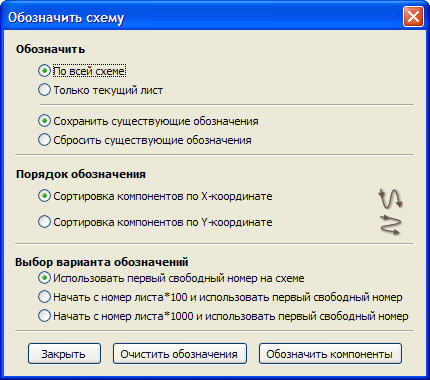 Обозначить схему
Обозначить
По всей схеме
Только текущий лист
Сохранить существующие обозначения
Сбросить существующие обозначения
Порядок обозначения
Сортировка компонентов по X-координате
Сортировка компонентов по Y-координате
Выбор варианта обозначений
Использовать первый свободный номер на схеме
Начать с номер листа*100 и использовать первый свободный номер
Начать с номер листа*1000 и использовать первый свободный номер
Закрыть Очистить обозначения Обозначить компоненты